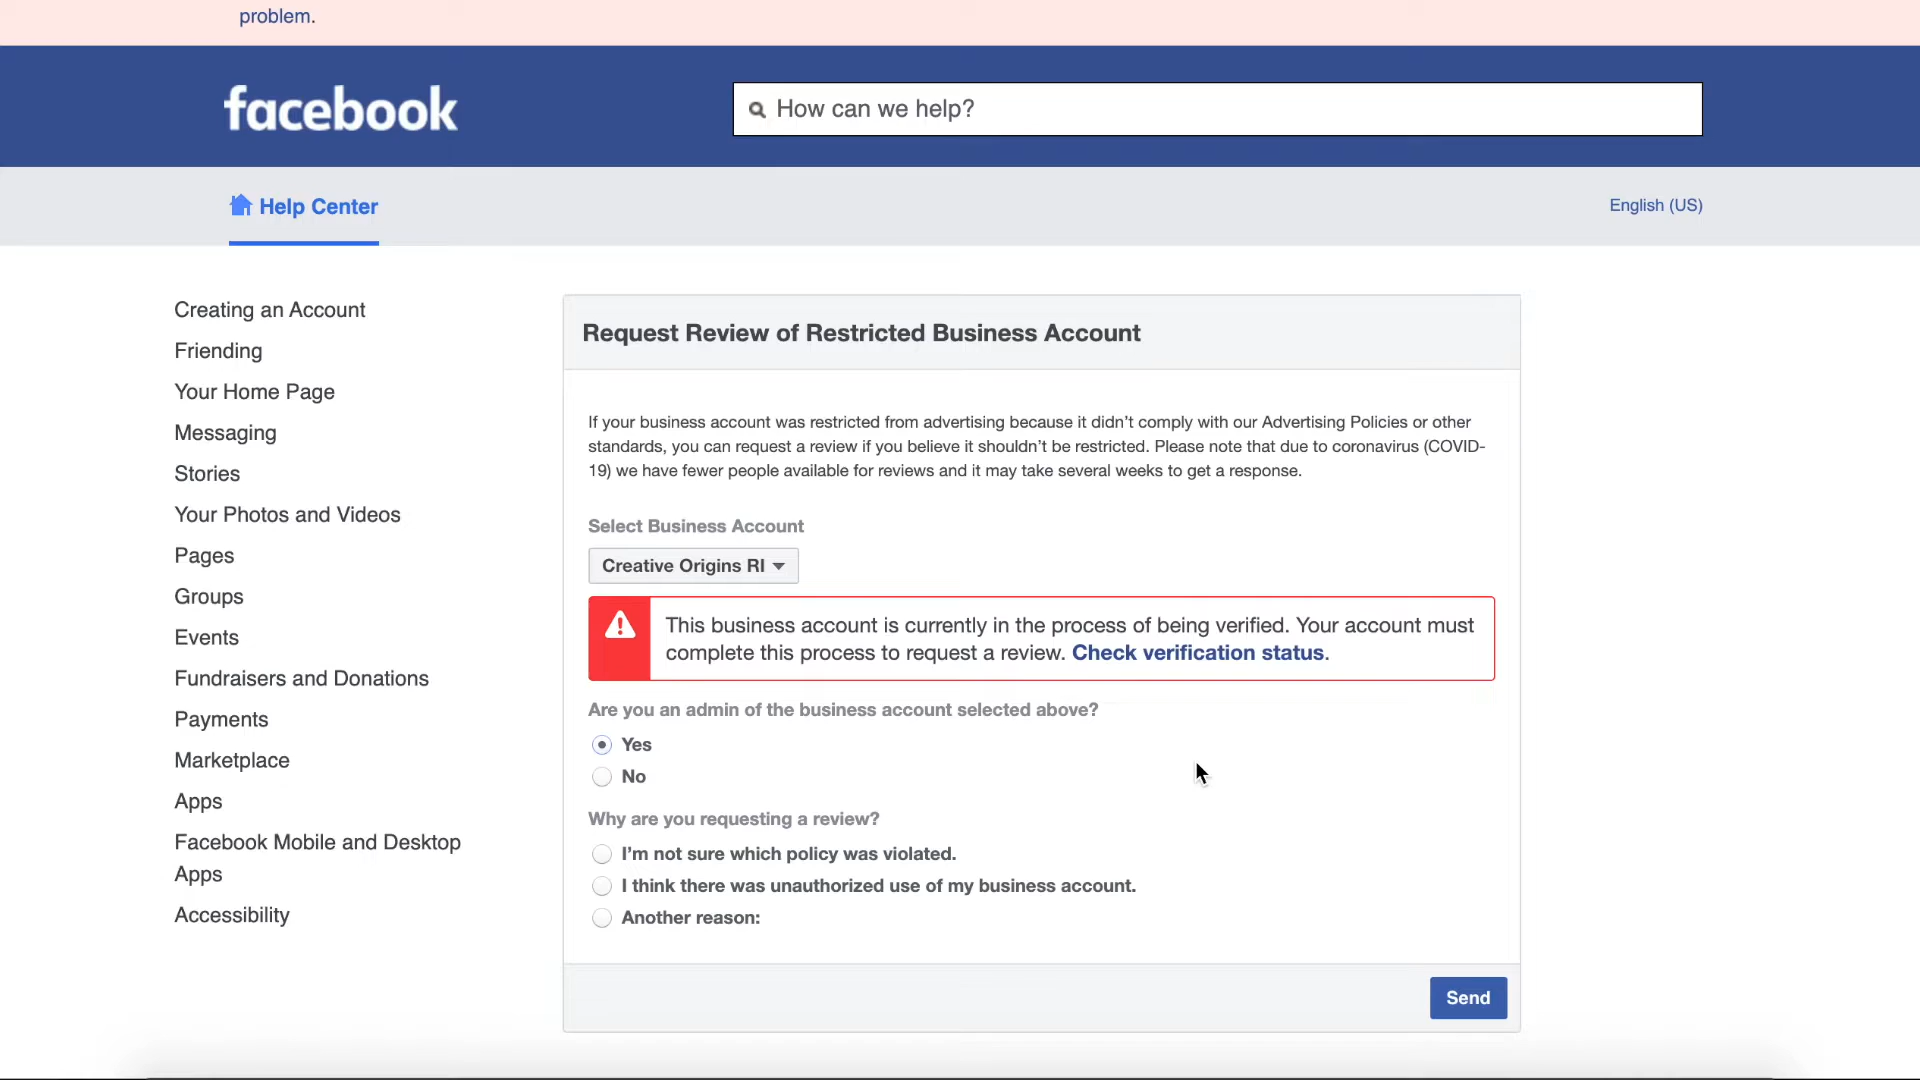 problem.
facebook
How can we help?
Help Center
English (US)
Creating an Account
Friending
Your Home Page
Messaging
Stories
Your Photos and Videos
Pages
Groups
Events
Fundraisers and Donations
Payments
Marketplace
Apps
Facebook Mobile and Desktop
Apps
Accessibility
Request Review of Restricted Business Account
If your business account was restricted from advertising because it didn't comply with our Advertising Policies or other
standards, you can request a review if you believe it shouldn't be restricted. Please note that due to coronavirus (COVID-
19) we have fewer people available for reviews and it may take several weeks to get a response.
Select Business Account
Creative Origins RI
This business account is currently in the process of being verified. Your account must
complete this process to request a review. Check verification status.
Are you an admin of the business account selected above?
Yes
No
Why are you requesting a review?
I'm not sure which policy was violated.
I think there was unauthorized use of my business account.
Another reason:
Send